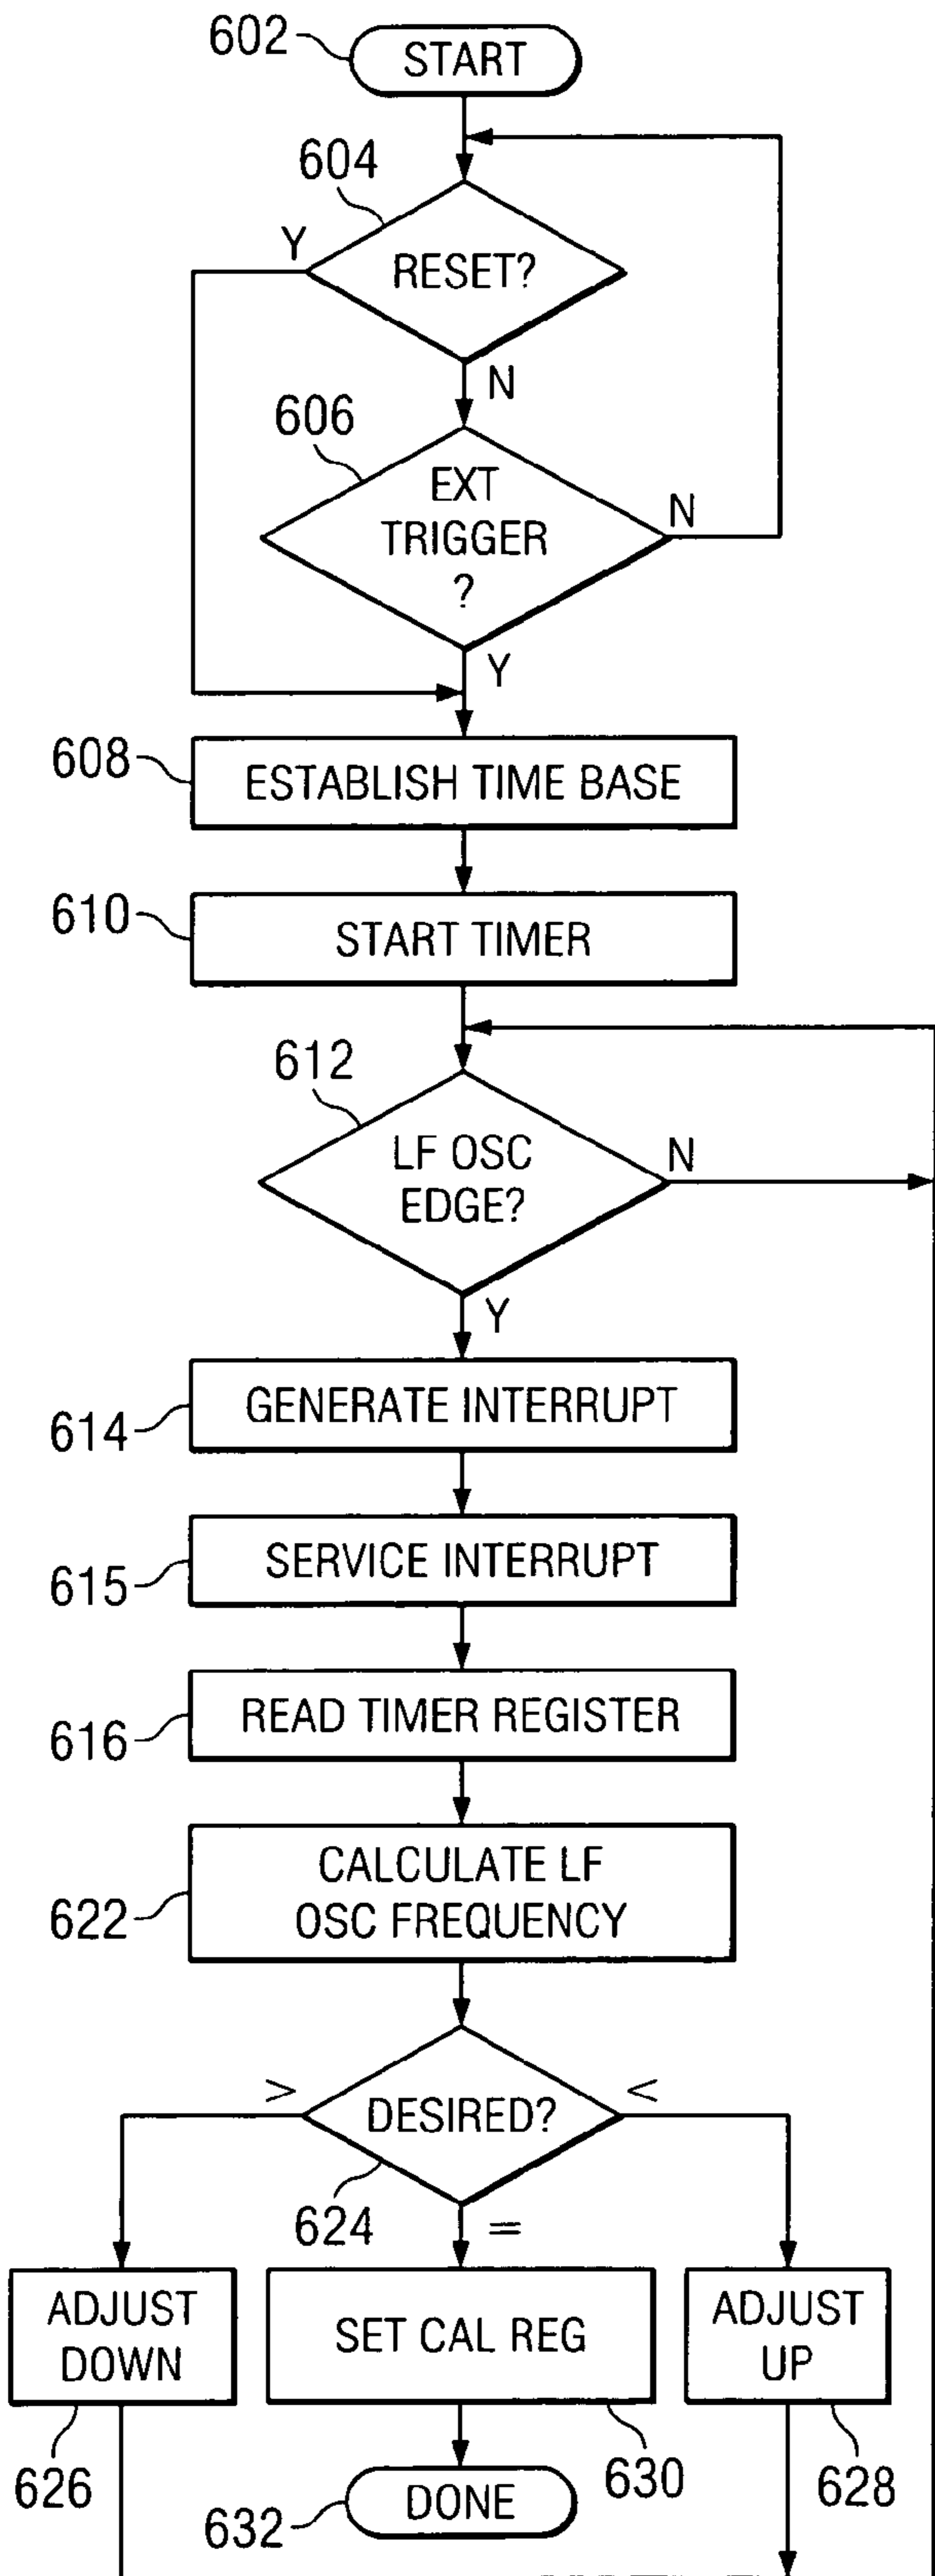 602
START
604
Y
RESET?
N
606
EXT
TRIGGER
?
N
Y
608
ESTABLISH TIME BASE
610
START TIMER
612
LF OSC
EDGE?
N
Y
614
GENERATE INTERRUPT
615
SERVICE INTERRUPT
616
READ TIMER REGISTER
622
CALCULATE LF
OSC FREQUENCY
>
DESIRED?
<
624
=
ADJUST
DOWN
SET CAL REG
ADJUST
UP
626
630
628
632
DONE